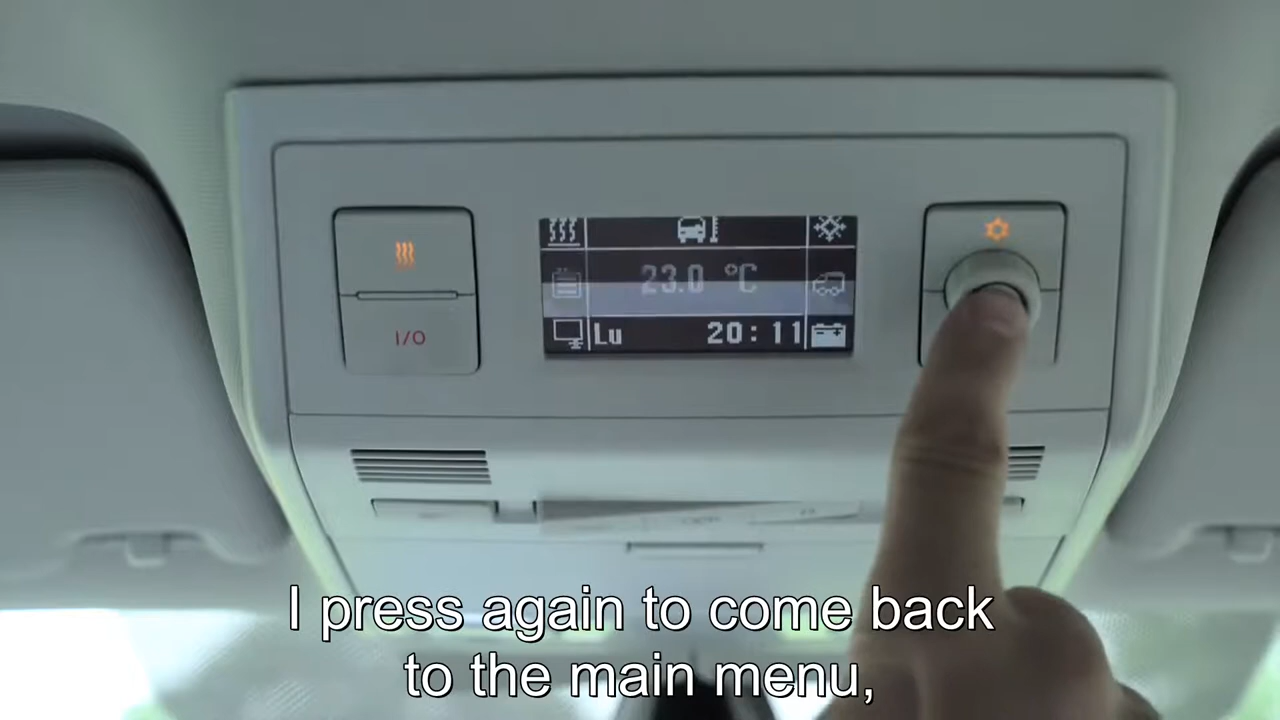 23.0 °C
Lu 20:11
I/O
I press again to come back
to the main menu,